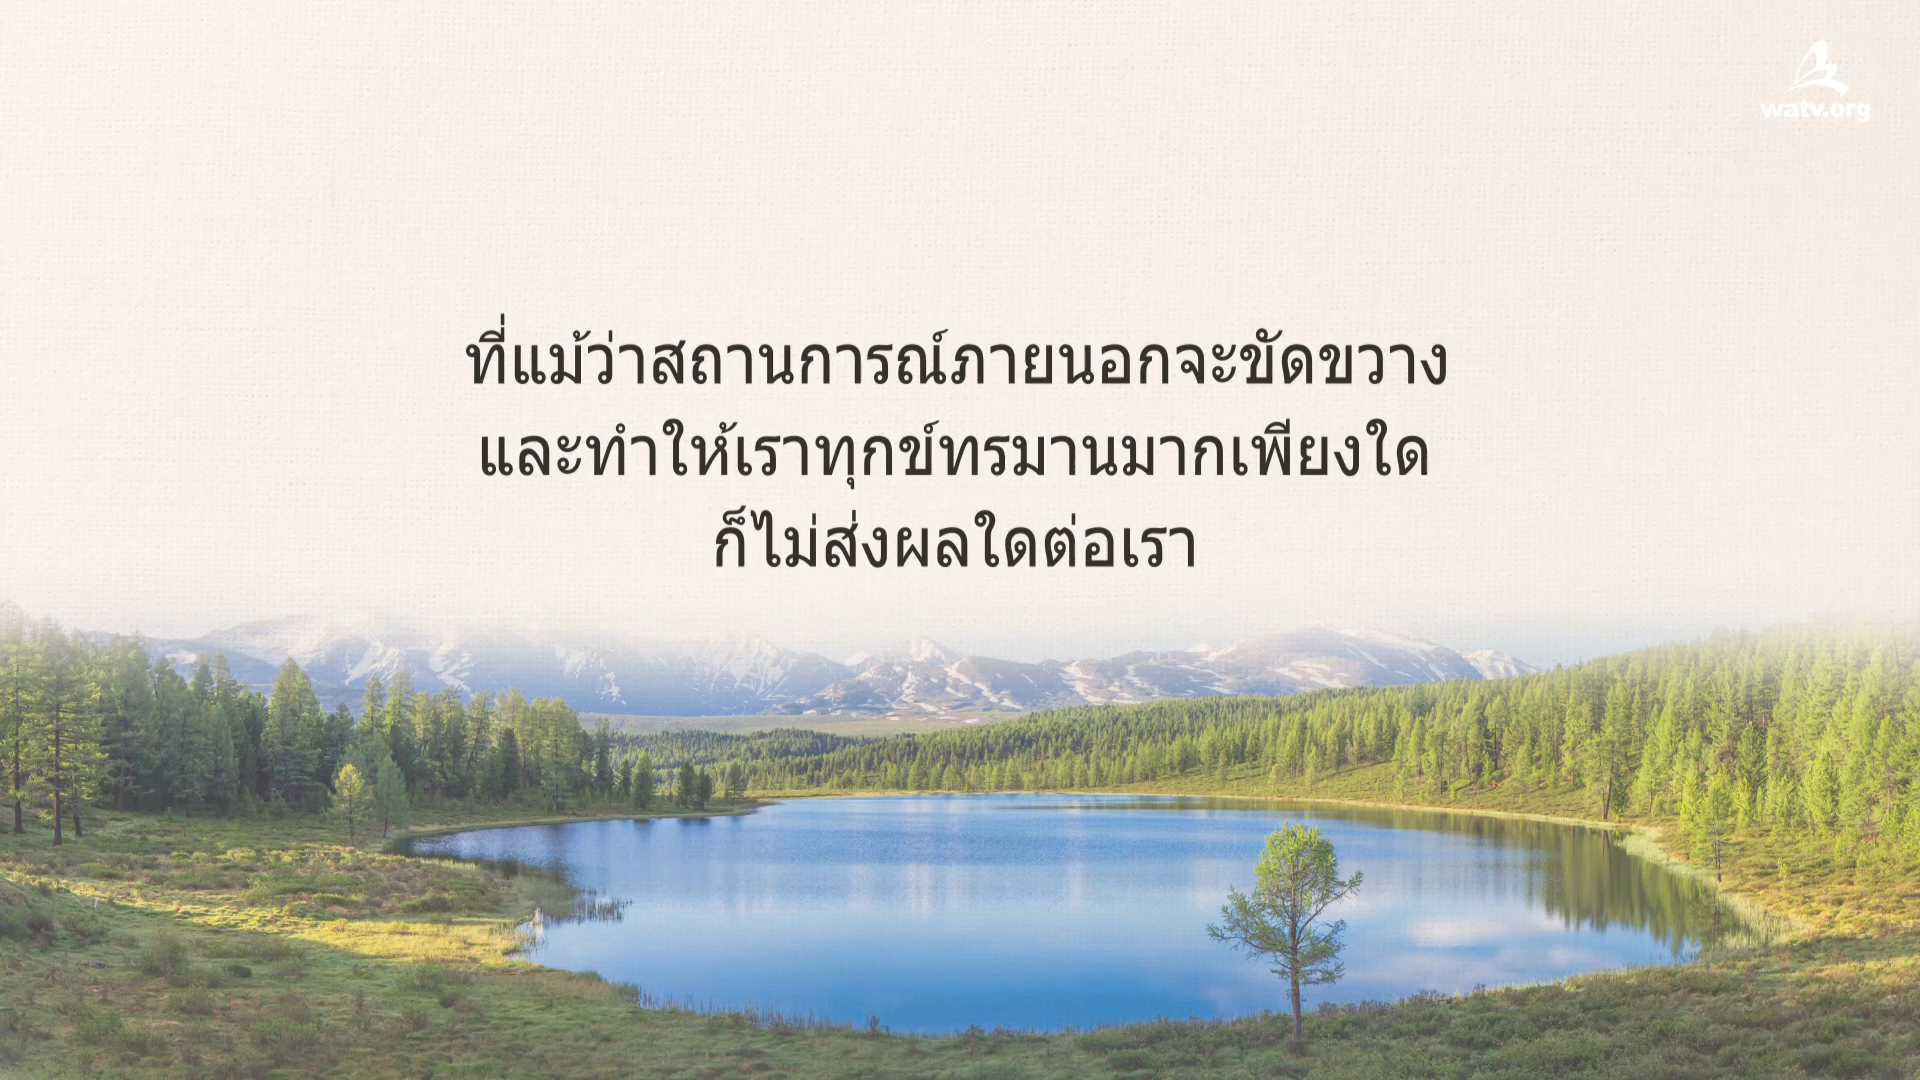 watv.org
ที่แม้ว่าสถานการณ์ภายนอกจะขัดขวาง
และทำให้เราทุกข์ทรมานมากเพียงใด
ก็ไม่ส่งผลใดต่อเรา